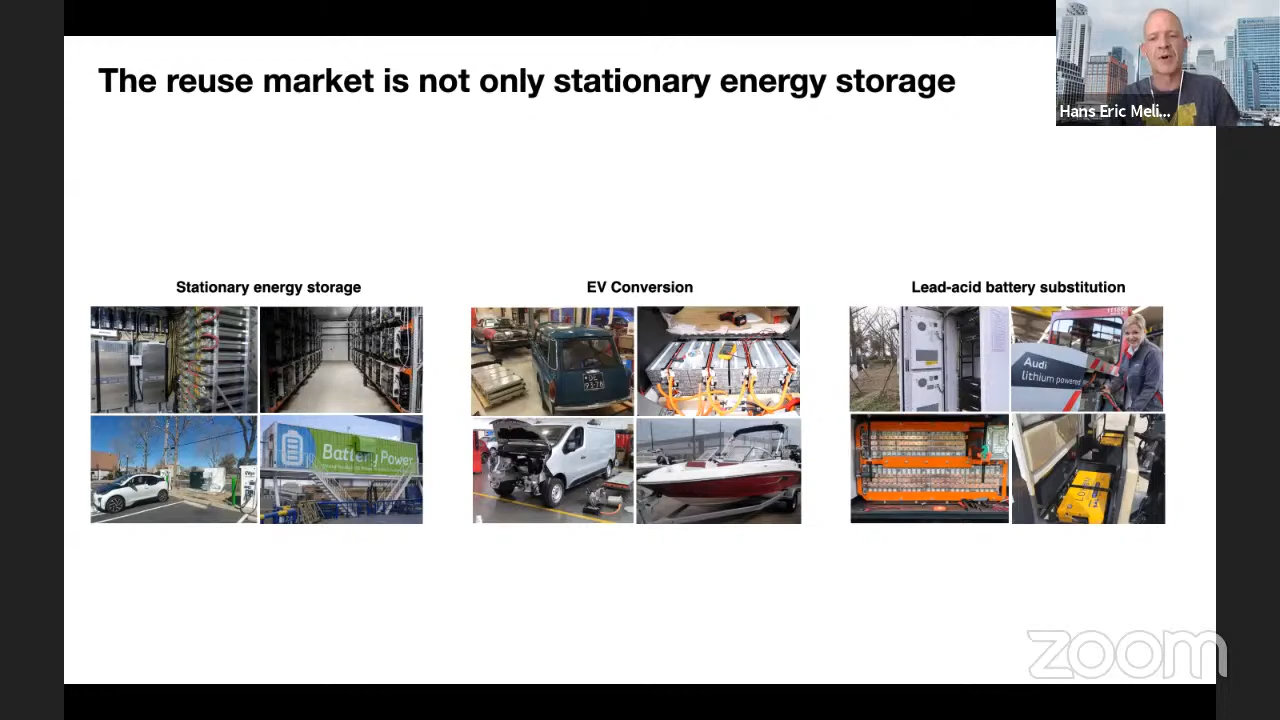 The reuse market is not only stationary energy storage
Hans Eric Meli...
Stationary energy storage
EV Conversion
Lead-acid battery substitution
Audi
lithium powered
Battery Power
zoom